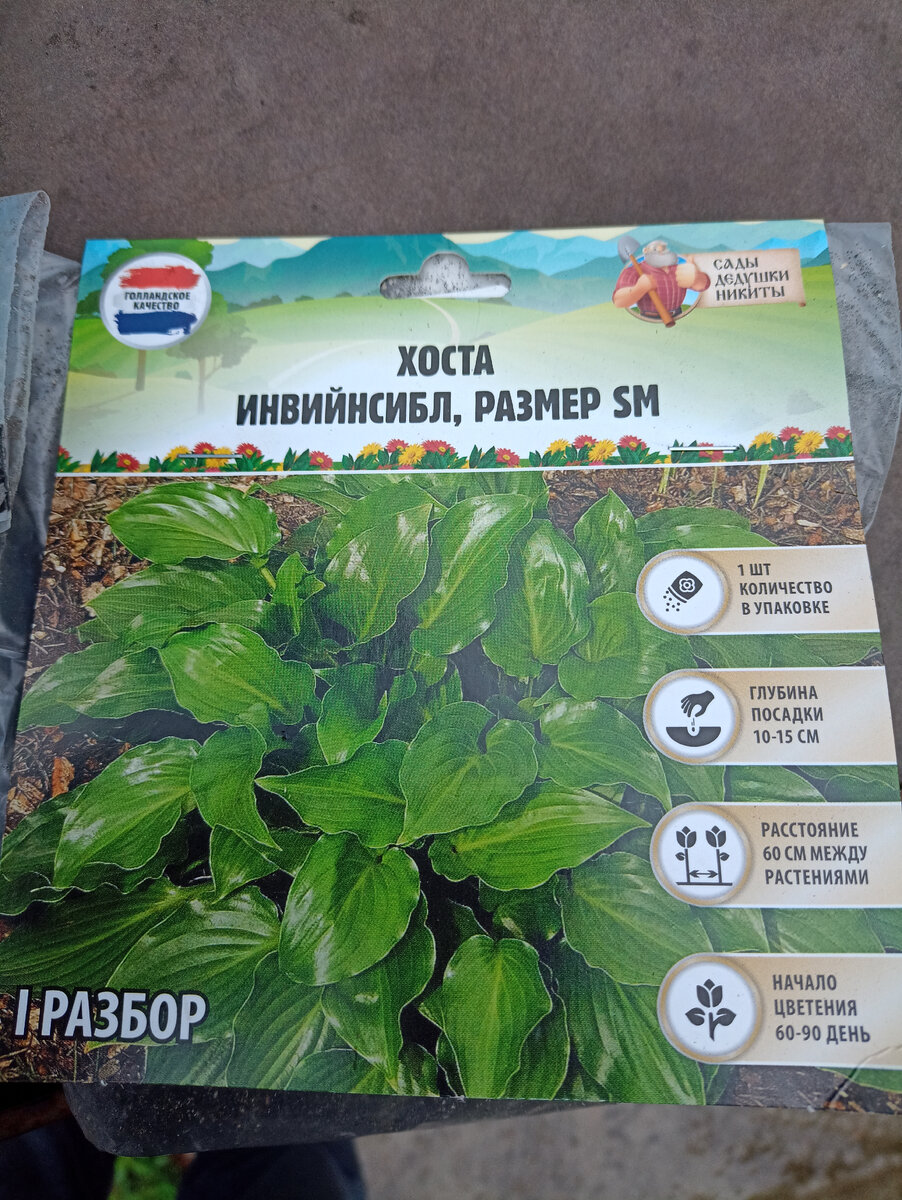 ГОЛЛАНДСКОЕ
КАЧЕСТВО
САДЫ
ДЕДУШКИ
НИКИТЫ
ХОСТА
ИНВИЙНСИБЛ, РАЗМЕР SM
1 ШТ
КОЛИЧЕСТВО
В УПАКОВКЕ
ГЛУБИНА
ПОСАДКИ
10-15 СМ
РАССТОЯНИЕ
60 СМ МЕЖДУ
РАСТЕНИЯМИ
НАЧАЛО
ЦВЕТЕНИЯ
60-90 ДЕНЬ
I РАЗБОР